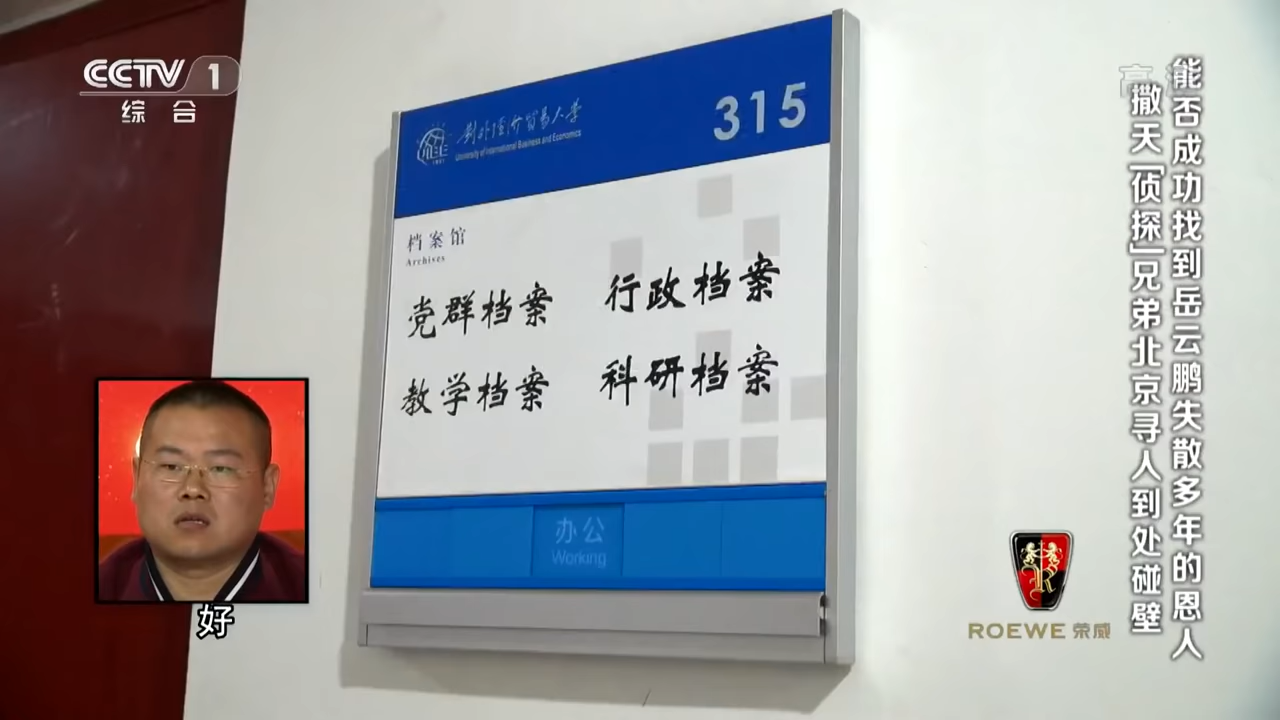 CCTV 1
综合
对外经济贸易大学
University of International Business and Economics
315
档案馆
Archives
党群档案 行政档案
教学档案 科研档案
办公
Working
好
ROEWE 荣威
能否成功找到岳云鹏失散多年的恩人
撒天「侦探」兄弟北京寻人到处碰壁